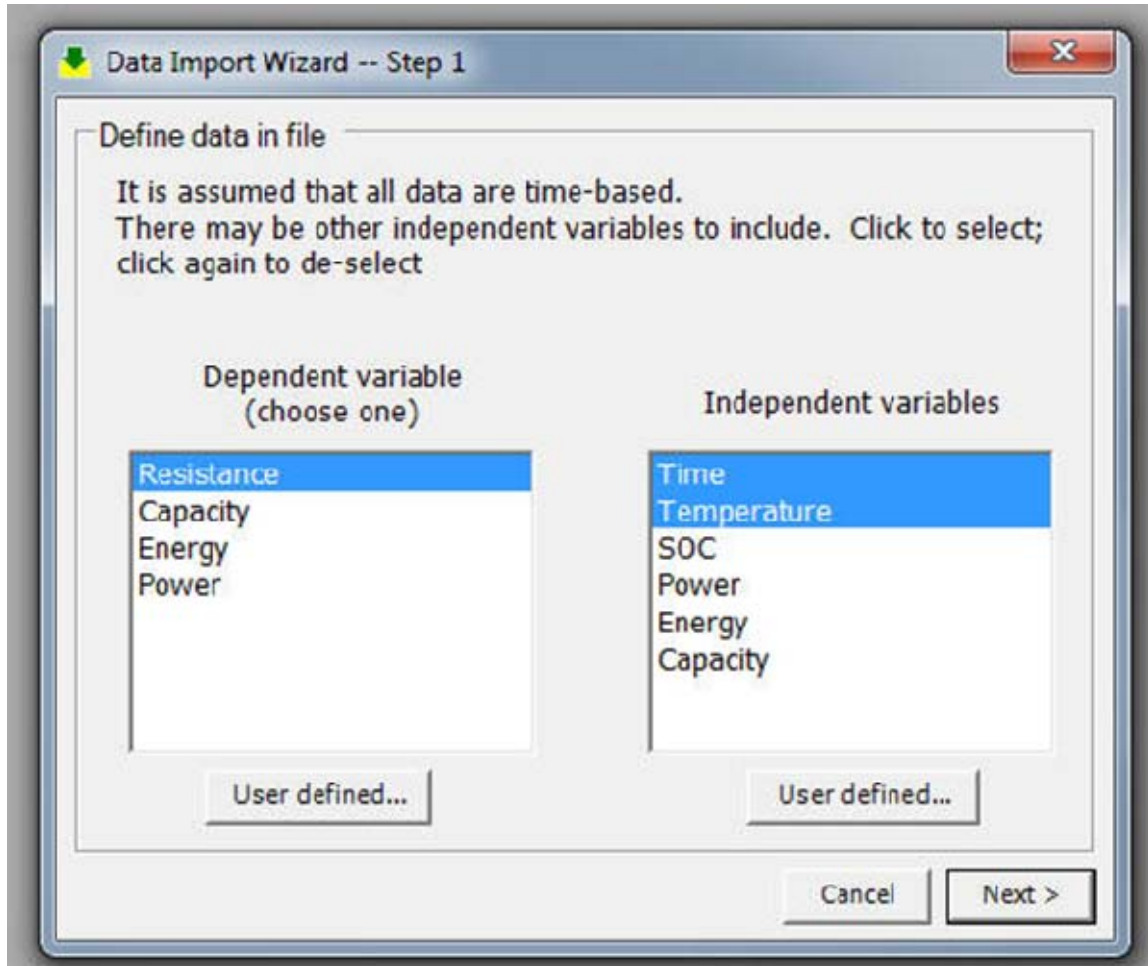 Data Import Wizard -- Step 1
Define data in file
It is assumed that all data are time-based.
There may be other independent variables to include.  Click to select;
click again to de-select
Dependent variable
(choose one)
Resistance
Capacity
Energy
Power
User defined...
Independent variables
Time
Temperature
SOC
Power
Energy
Capacity
User defined...
Cancel
Next >